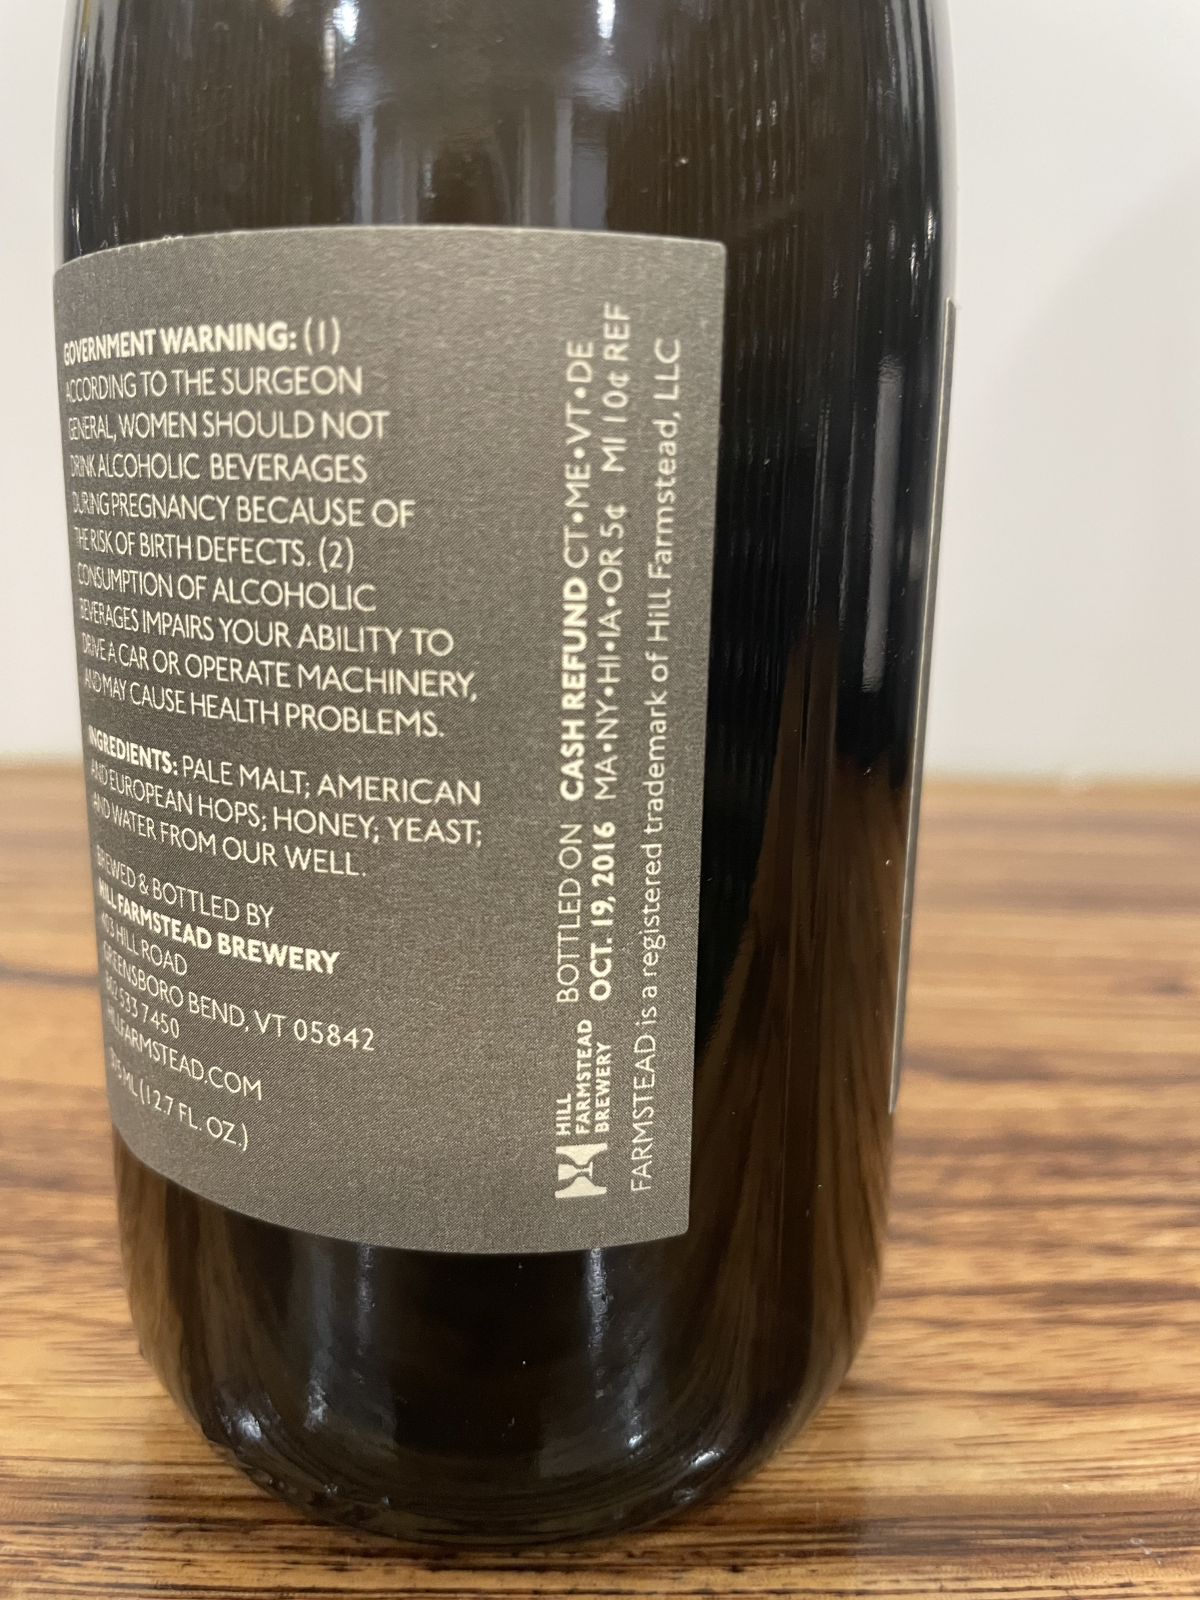 GOVERNMENT WARNING: (1)
ACCORDING TO THE SURGEON
GENERAL, WOMEN SHOULD NOT
DRINK ALCOHOLIC BEVERAGES
DURING PREGNANCY BECAUSE OF
THE RISK OF BIRTH DEFECTS. (2)
CONSUMPTION OF ALCOHOLIC
BEVERAGES IMPAIRS YOUR ABILITY TO
DRIVE A CAR OR OPERATE MACHINERY,
AND MAY CAUSE HEALTH PROBLEMS.
INGREDIENTS: PALE MALT; AMERICAN
AND EUROPEAN HOPS; HONEY; YEAST;
AND WATER FROM OUR WELL.
BREWED & BOTTLED BY
HILL FARMSTEAD BREWERY
403 HILL ROAD
GREENSBORO BEND, VT 05842
802 533 7450
HILLFARMSTEAD.COM
375 ML (12.7 FL. OZ.)
HILL
FARMSTEAD
BREWERY
BOTTLED ON
OCT. 19, 2016
CASH REFUND CT•ME•VT•DE
MA•NY•HI•IA•OR 5¢ MI 10¢ REF
FARMSTEAD is a registered trademark of Hill Farmstead, LLC